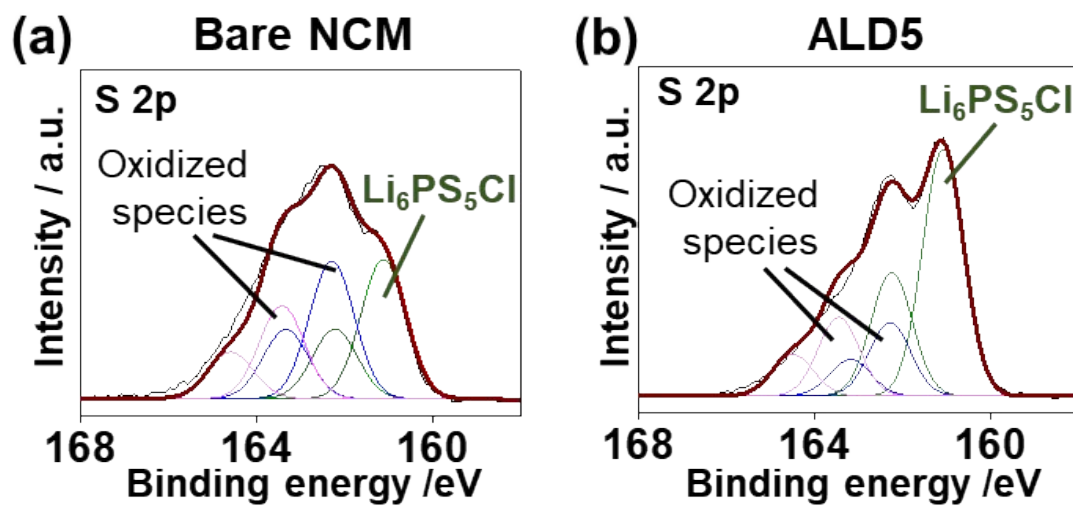 (a) Bare NCM
S 2p
Oxidized
species
Li₆PS₅Cl
Intensity / a.u.
168 164 160
Binding energy /eV
(b) ALD5
S 2p
Li₆PS₅Cl
Oxidized
species
Intensity / a.u.
168 164 160
Binding energy /eV